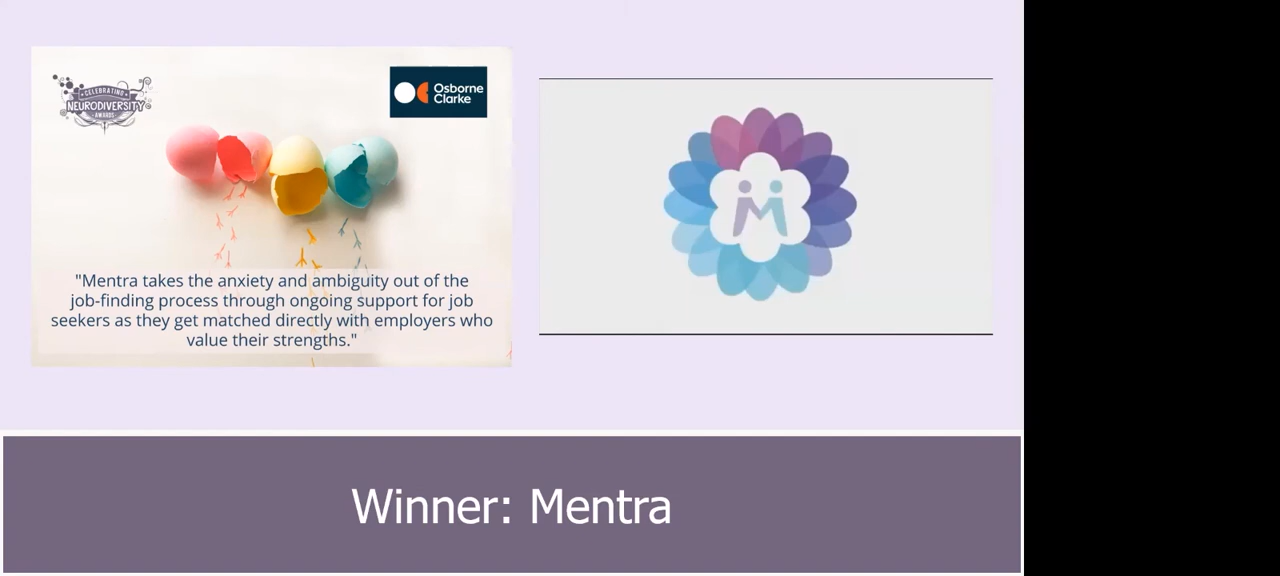 CELEBRATING
NEURODIVERSITY
AWARDS
Osborne
Clarke
"Mentra takes the anxiety and ambiguity out of the
job-finding process through ongoing support for job
seekers as they get matched directly with employers who
value their strengths."
M
Winner: Mentra